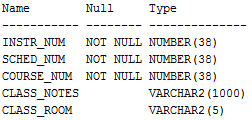 Name        Null     Type
----------- -------- --------------
INSTR_NUM   NOT NULL NUMBER(38)
SCHED_NUM   NOT NULL NUMBER(38)
COURSE_NUM  NOT NULL NUMBER(38)
CLASS_NOTES          VARCHAR2(1000)
CLASS_ROOM           VARCHAR2(5)